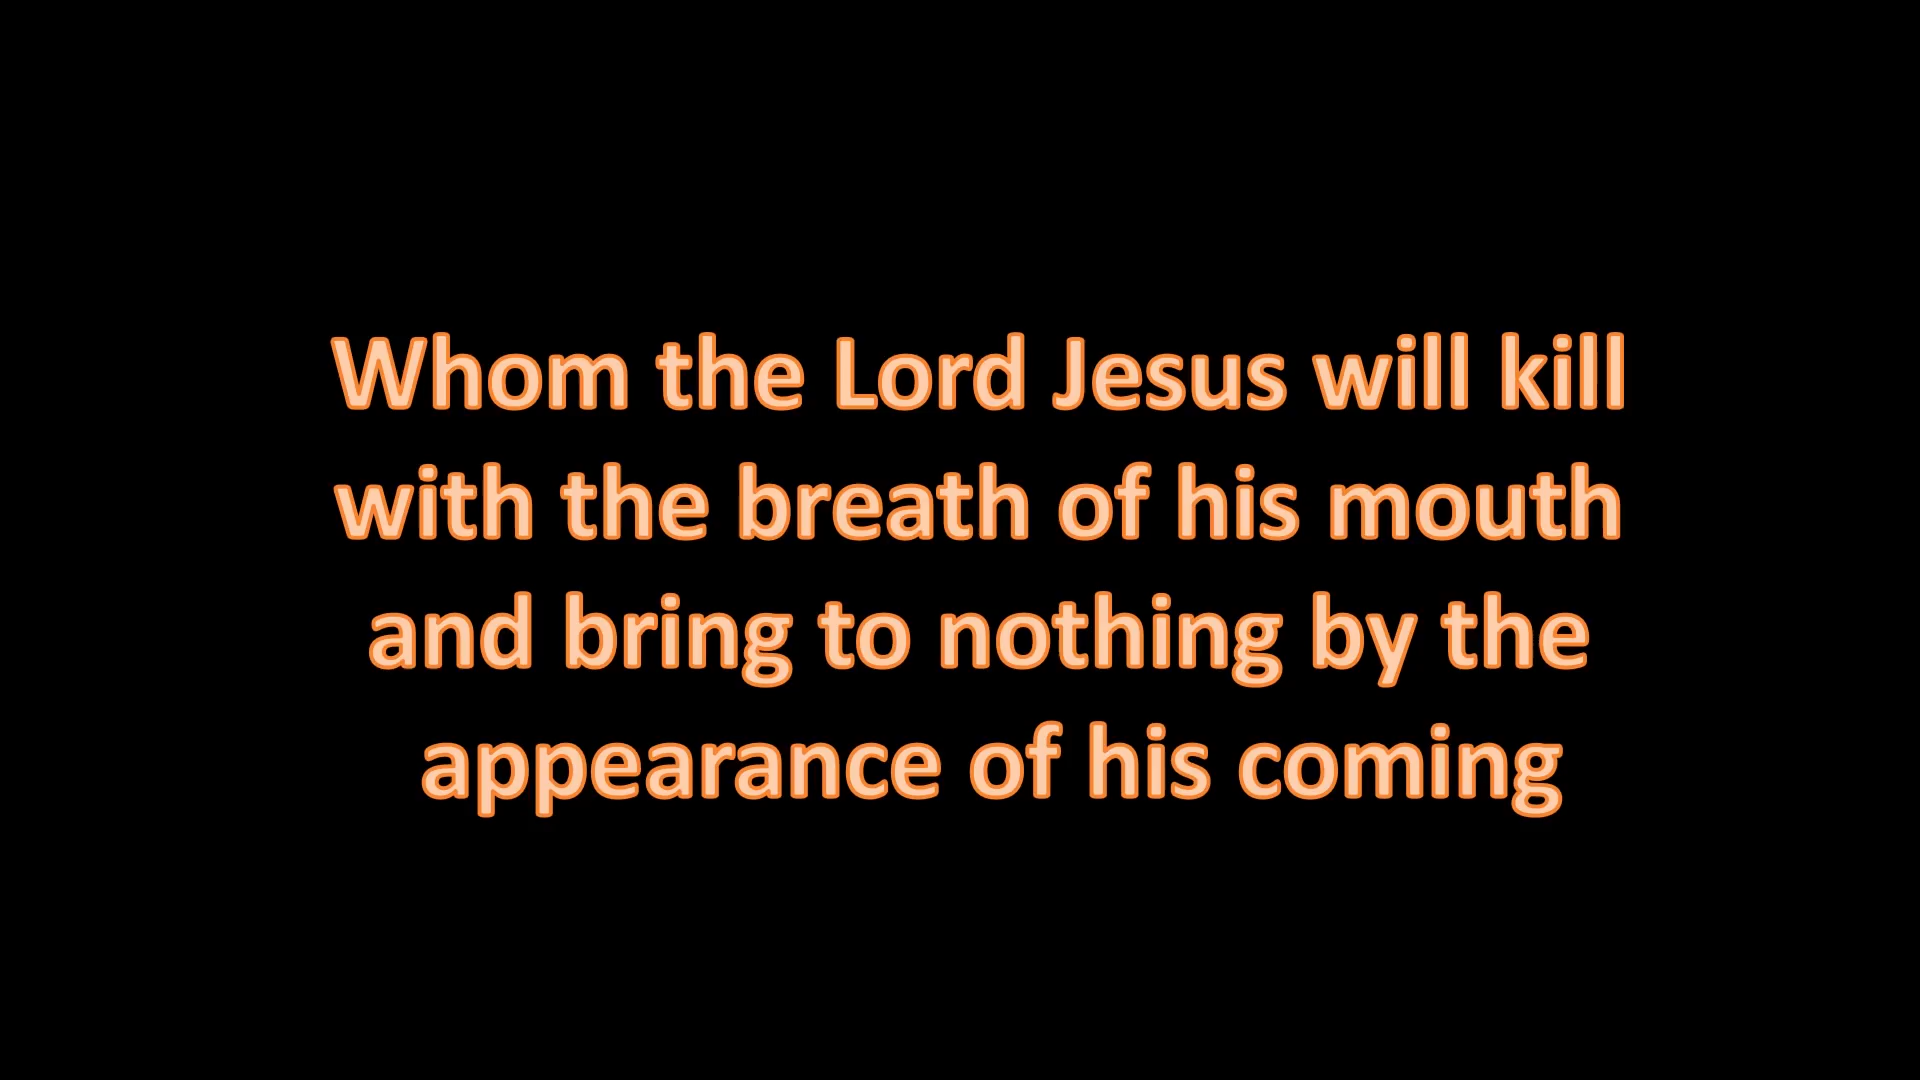 Whom the Lord Jesus will kill
with the breath of his mouth
and bring to nothing by the
appearance of his coming